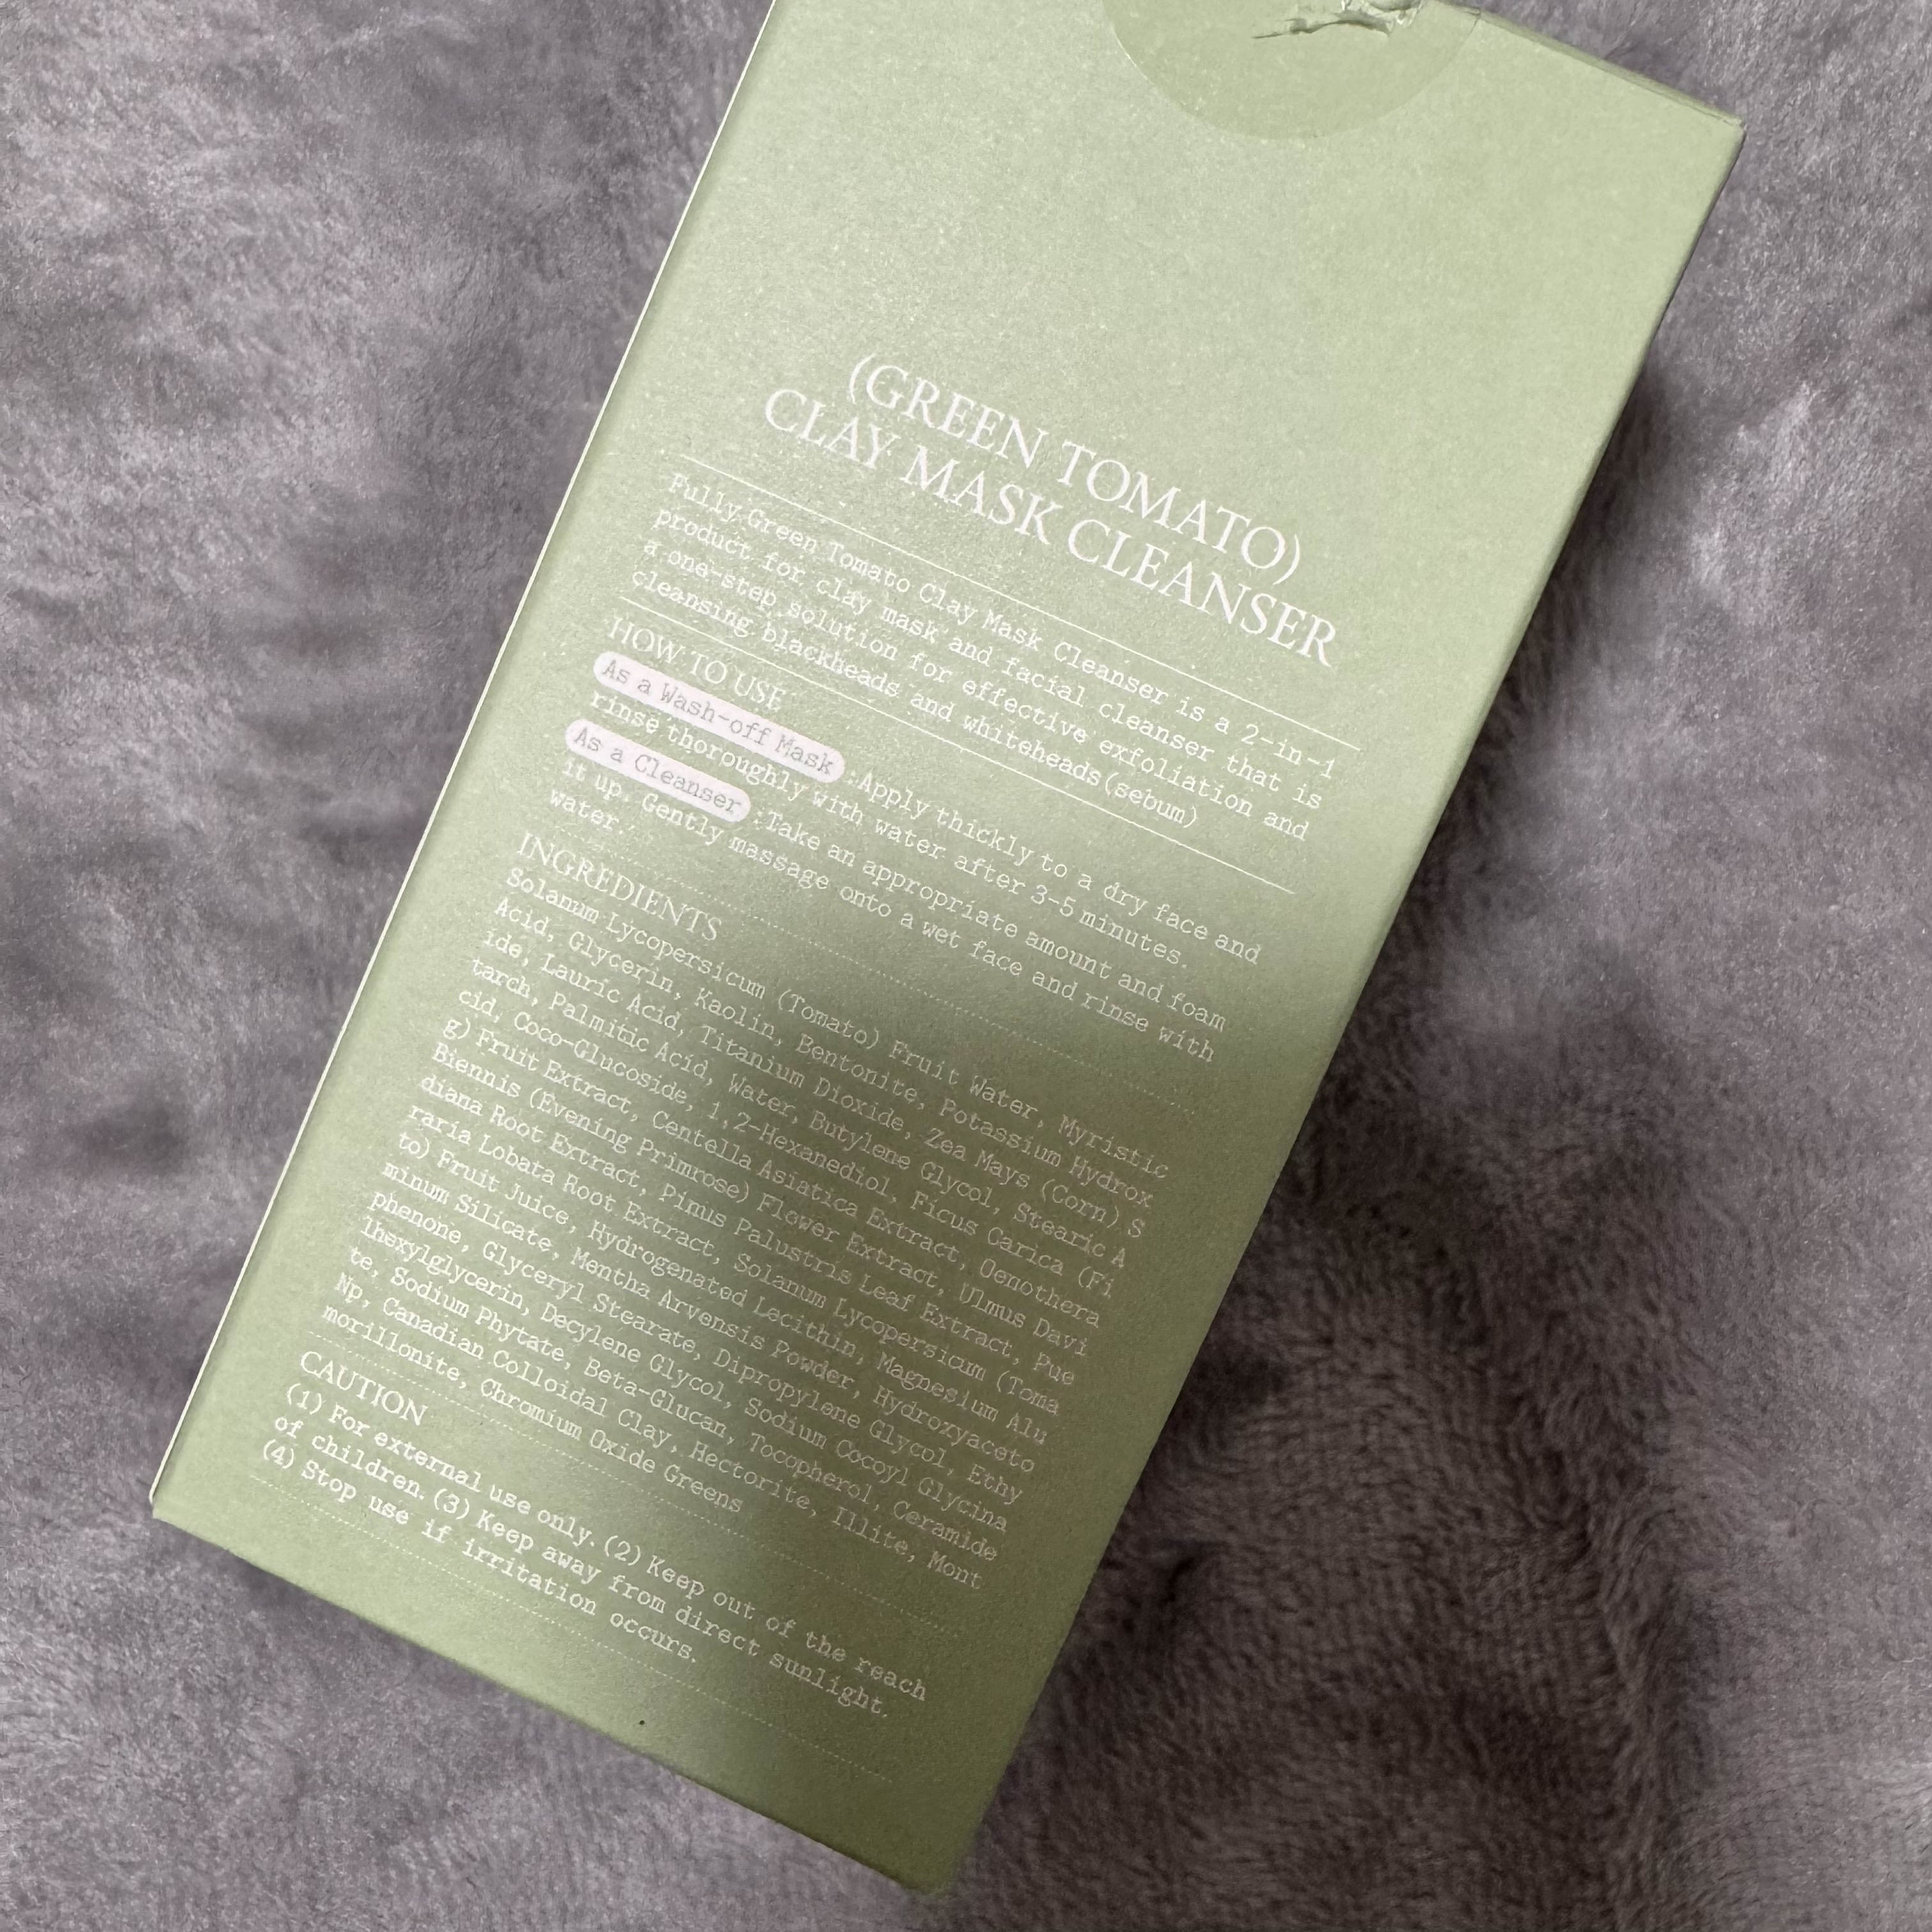 (GREEN TOMATO)
CLAY MASK CLEANSER
Fully Green Tomato Clay Mask Cleanser is a 2-in-1
product for clay mask and facial cleanser that is
a one-step solution for effective exfoliation and
cleansing blackheads and whiteheads(sebum)
HOW TO USE
As a Wash-off Mask : Apply thickly to a dry face and
rinse thoroughly with water after 3-5 minutes.
As a Cleanser : Take an appropriate amount and foam
it up. Gently massage onto a wet face and rinse with
water.
INGREDIENTS
Solanum Lycopersicum (Tomato) Fruit Water, Myristic
Acid, Glycerin, Kaolin, Bentonite, Potassium Hydrox
ide, Lauric Acid, Titanium Dioxide, Zea Mays (Corn) S
tarch, Palmitic Acid, Water, Butylene Glycol, Stearic A
cid, Coco-Glucoside, 1,2-Hexanediol, Ficus Carica (Fi
g) Fruit Extract, Centella Asiatica Extract, Oenothera
Biennis (Evening Primrose) Flower Extract, Ulmus Davi
diana Root Extract, Pinus Palustris Leaf Extract, Pue
raria Lobata Root Extract, Solanum Lycopersicum (Toma
to) Fruit Juice, Hydrogenated Lecithin, Magnesium Alu
minum Silicate, Mentha Arvensis Powder, Hydroxyaceto
phenone, Glyceryl Stearate, Dipropylene Glycol, Ethy
lhexylglycerin, Decylene Glycol, Sodium Cocoyl Glycina
te, Sodium Phytate, Beta-Glucan, Tocopherol, Ceramide
Np, Canadian Colloidal Clay, Hectorite, Illite, Mont
morillonite, Chromium Oxide Greens
CAUTION
(1) For external use only. (2) Keep out of the reach
of children. (3) Keep away from direct sunlight.
(4) Stop use if irritation occurs.